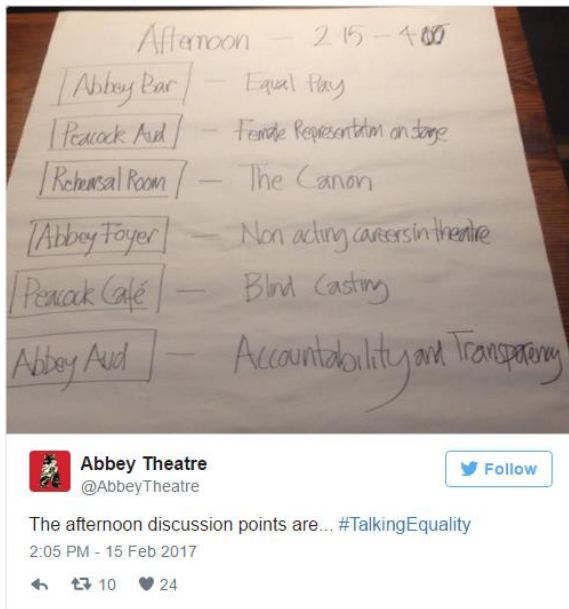 Afternoon — 2 15 – 4 00
Abbey Bar — Equal Pay
Peacock Aud — Female Representation on stage
Rehearsal Room — The Canon
Abbey Foyer — Non acting careers in theatre
Peacock Café — Blind Casting
Abbey Aud — Accountability and Transparency
Abbey Theatre
@AbbeyTheatre
Follow
The afternoon discussion points are... #TalkingEquality
2:05 PM - 15 Feb 2017
10 24